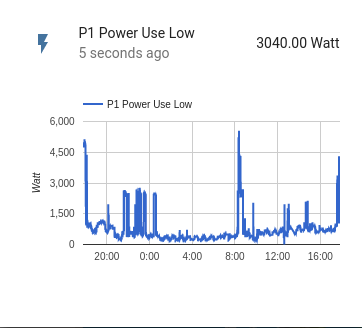 P1 Power Use Low
5 seconds ago
3040.00 Watt
P1 Power Use Low
6,000
4,500
Watt
3,000
1,500
0
20:00 0:00 4:00 8:00 12:00 16:00